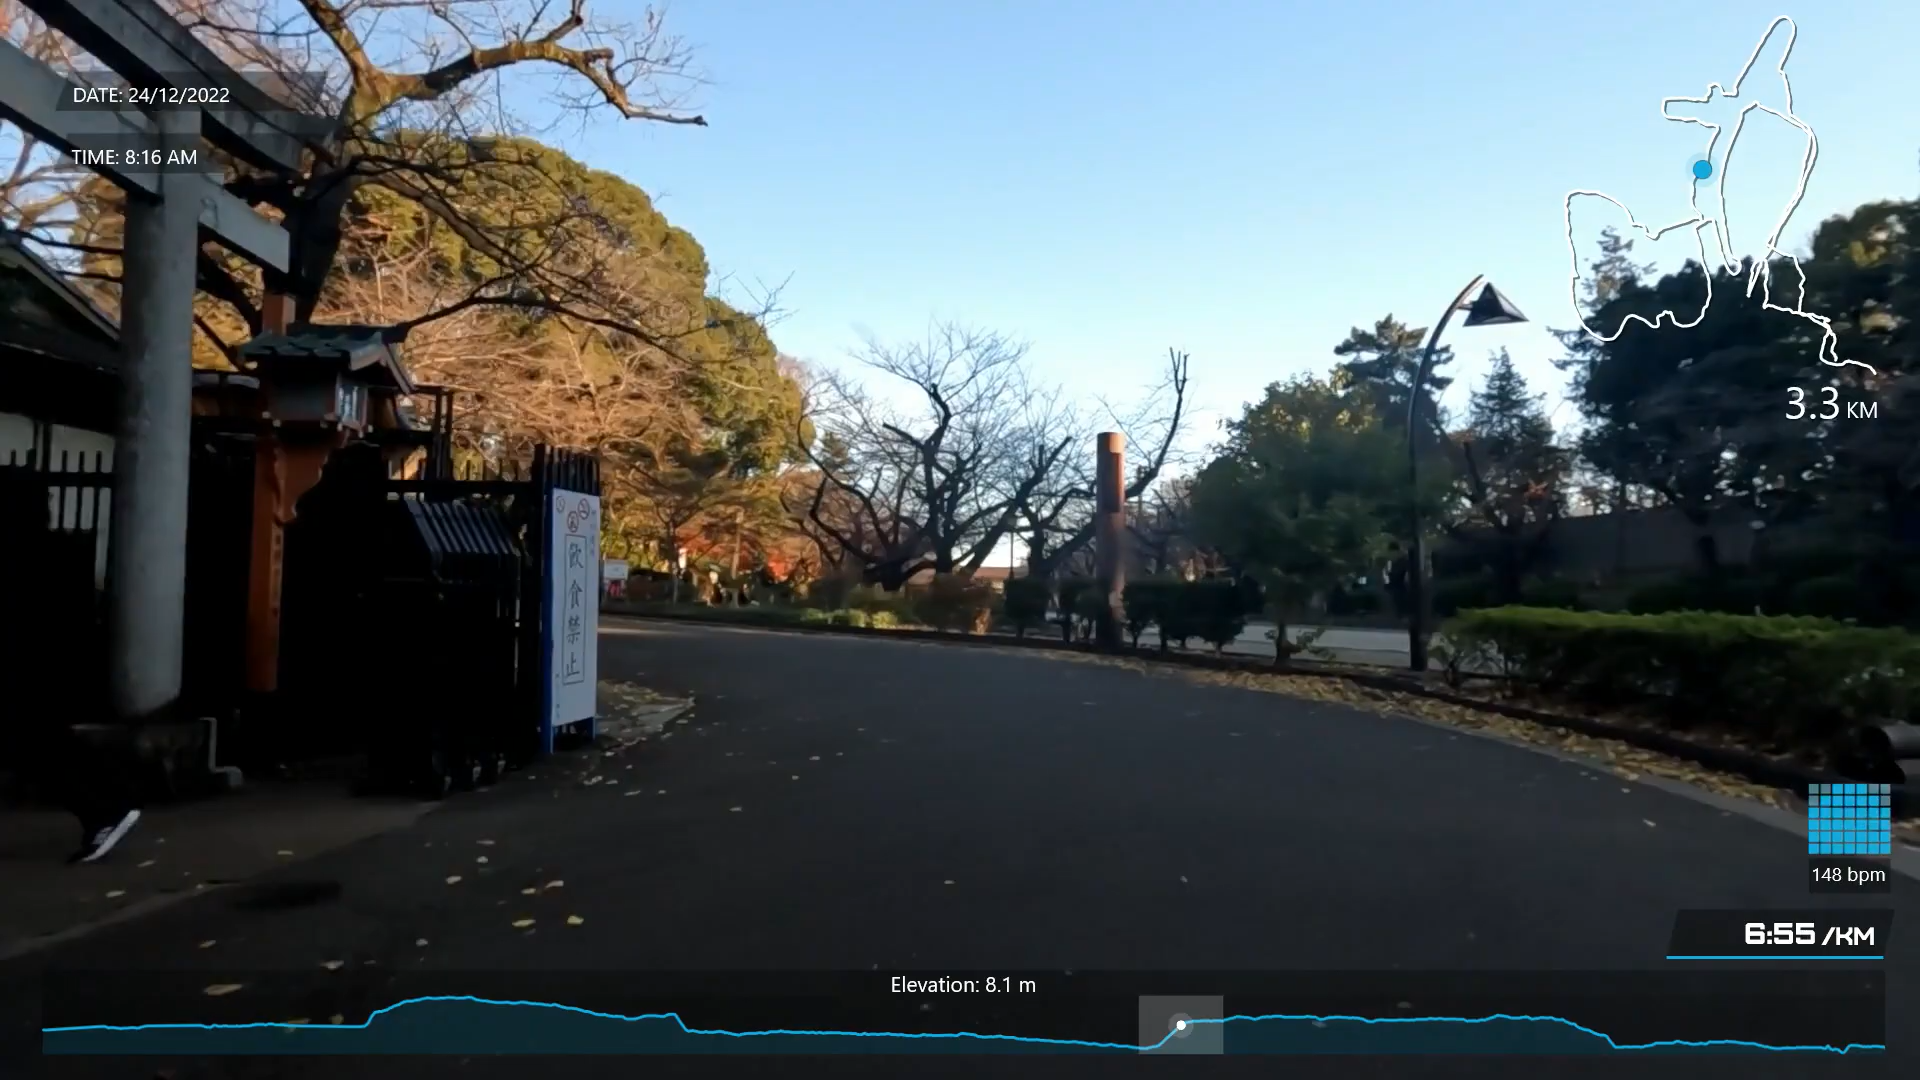 DATE: 24/12/2022
TIME: 8:16 AM
3.3 KM
飲食禁止
148 bpm
6:55 /KM
Elevation: 8.1 m